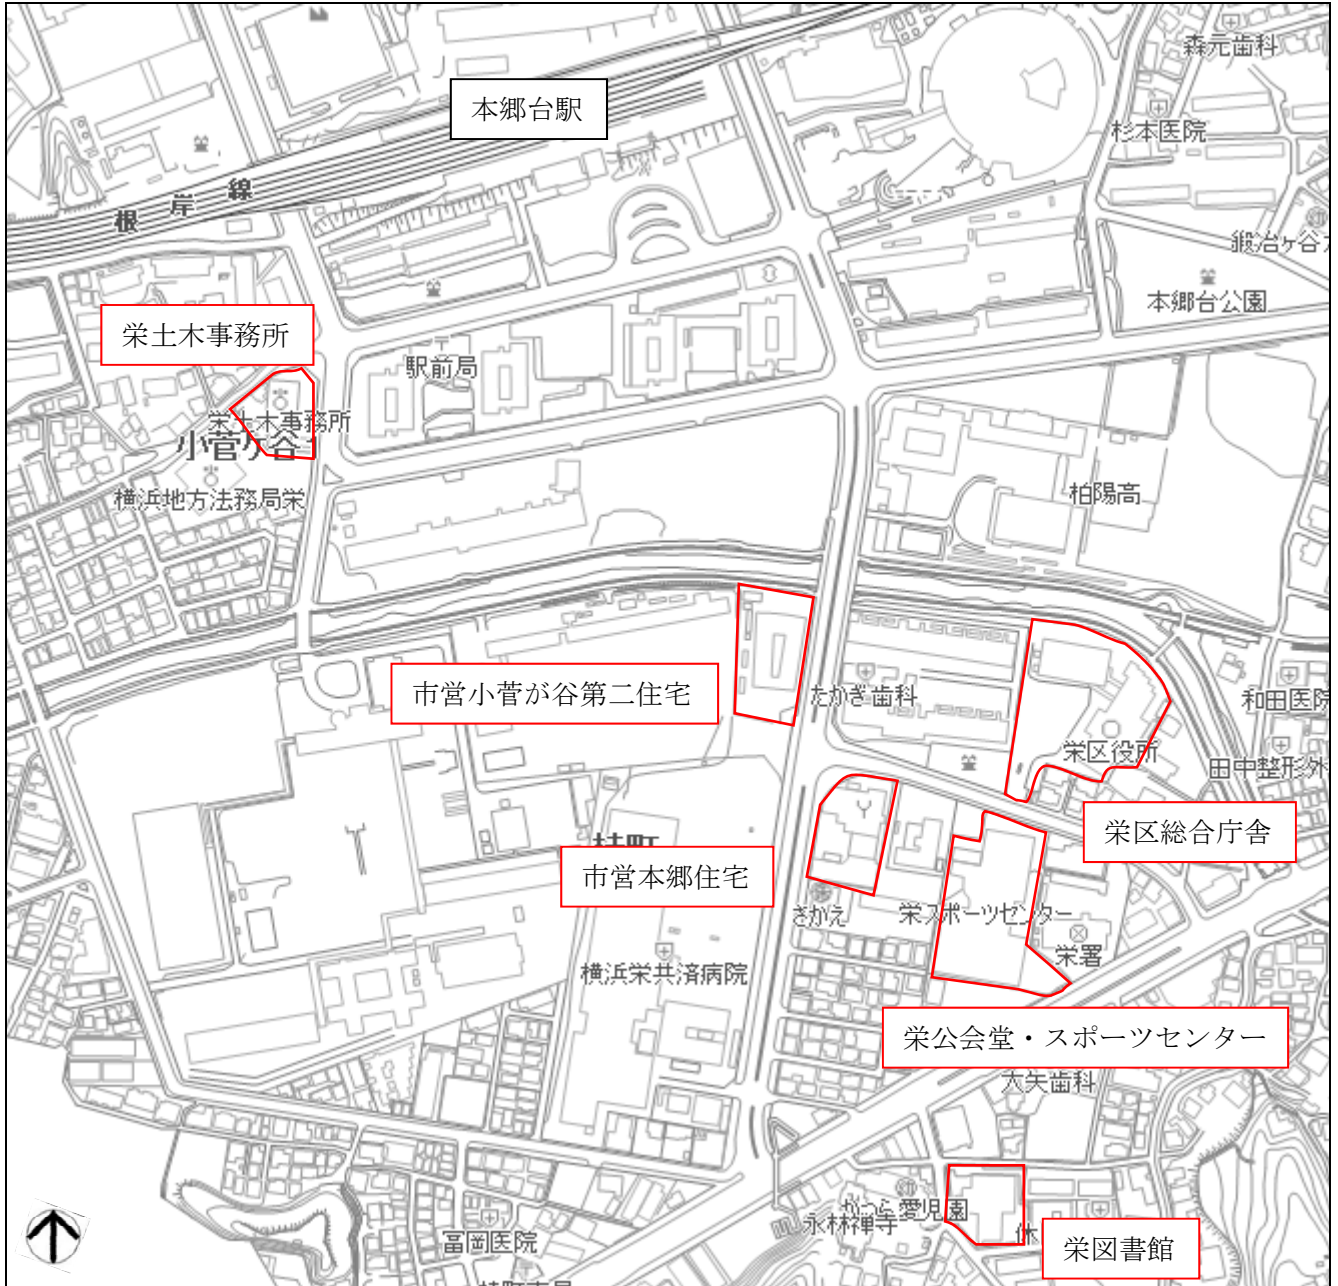 森元歯科
本郷台駅
杉本医院
根岸線
鍛冶ヶ谷
本郷台公園
栄土木事務所
駅前局
栄土木事務所
小菅ケ谷
横浜地方法務局栄
柏陽高
市営小菅が谷第二住宅
たかぎ歯科
和田医院
栄区役所
田中整形外
栄区総合庁舎
桂町
市営本郷住宅
さかえ
栄スポーツセンター
栄署
横浜栄共済病院
栄公会堂・スポーツセンター
大矢歯科
かつら愛児園
永林禅寺
休
冨岡医院
栄図書館